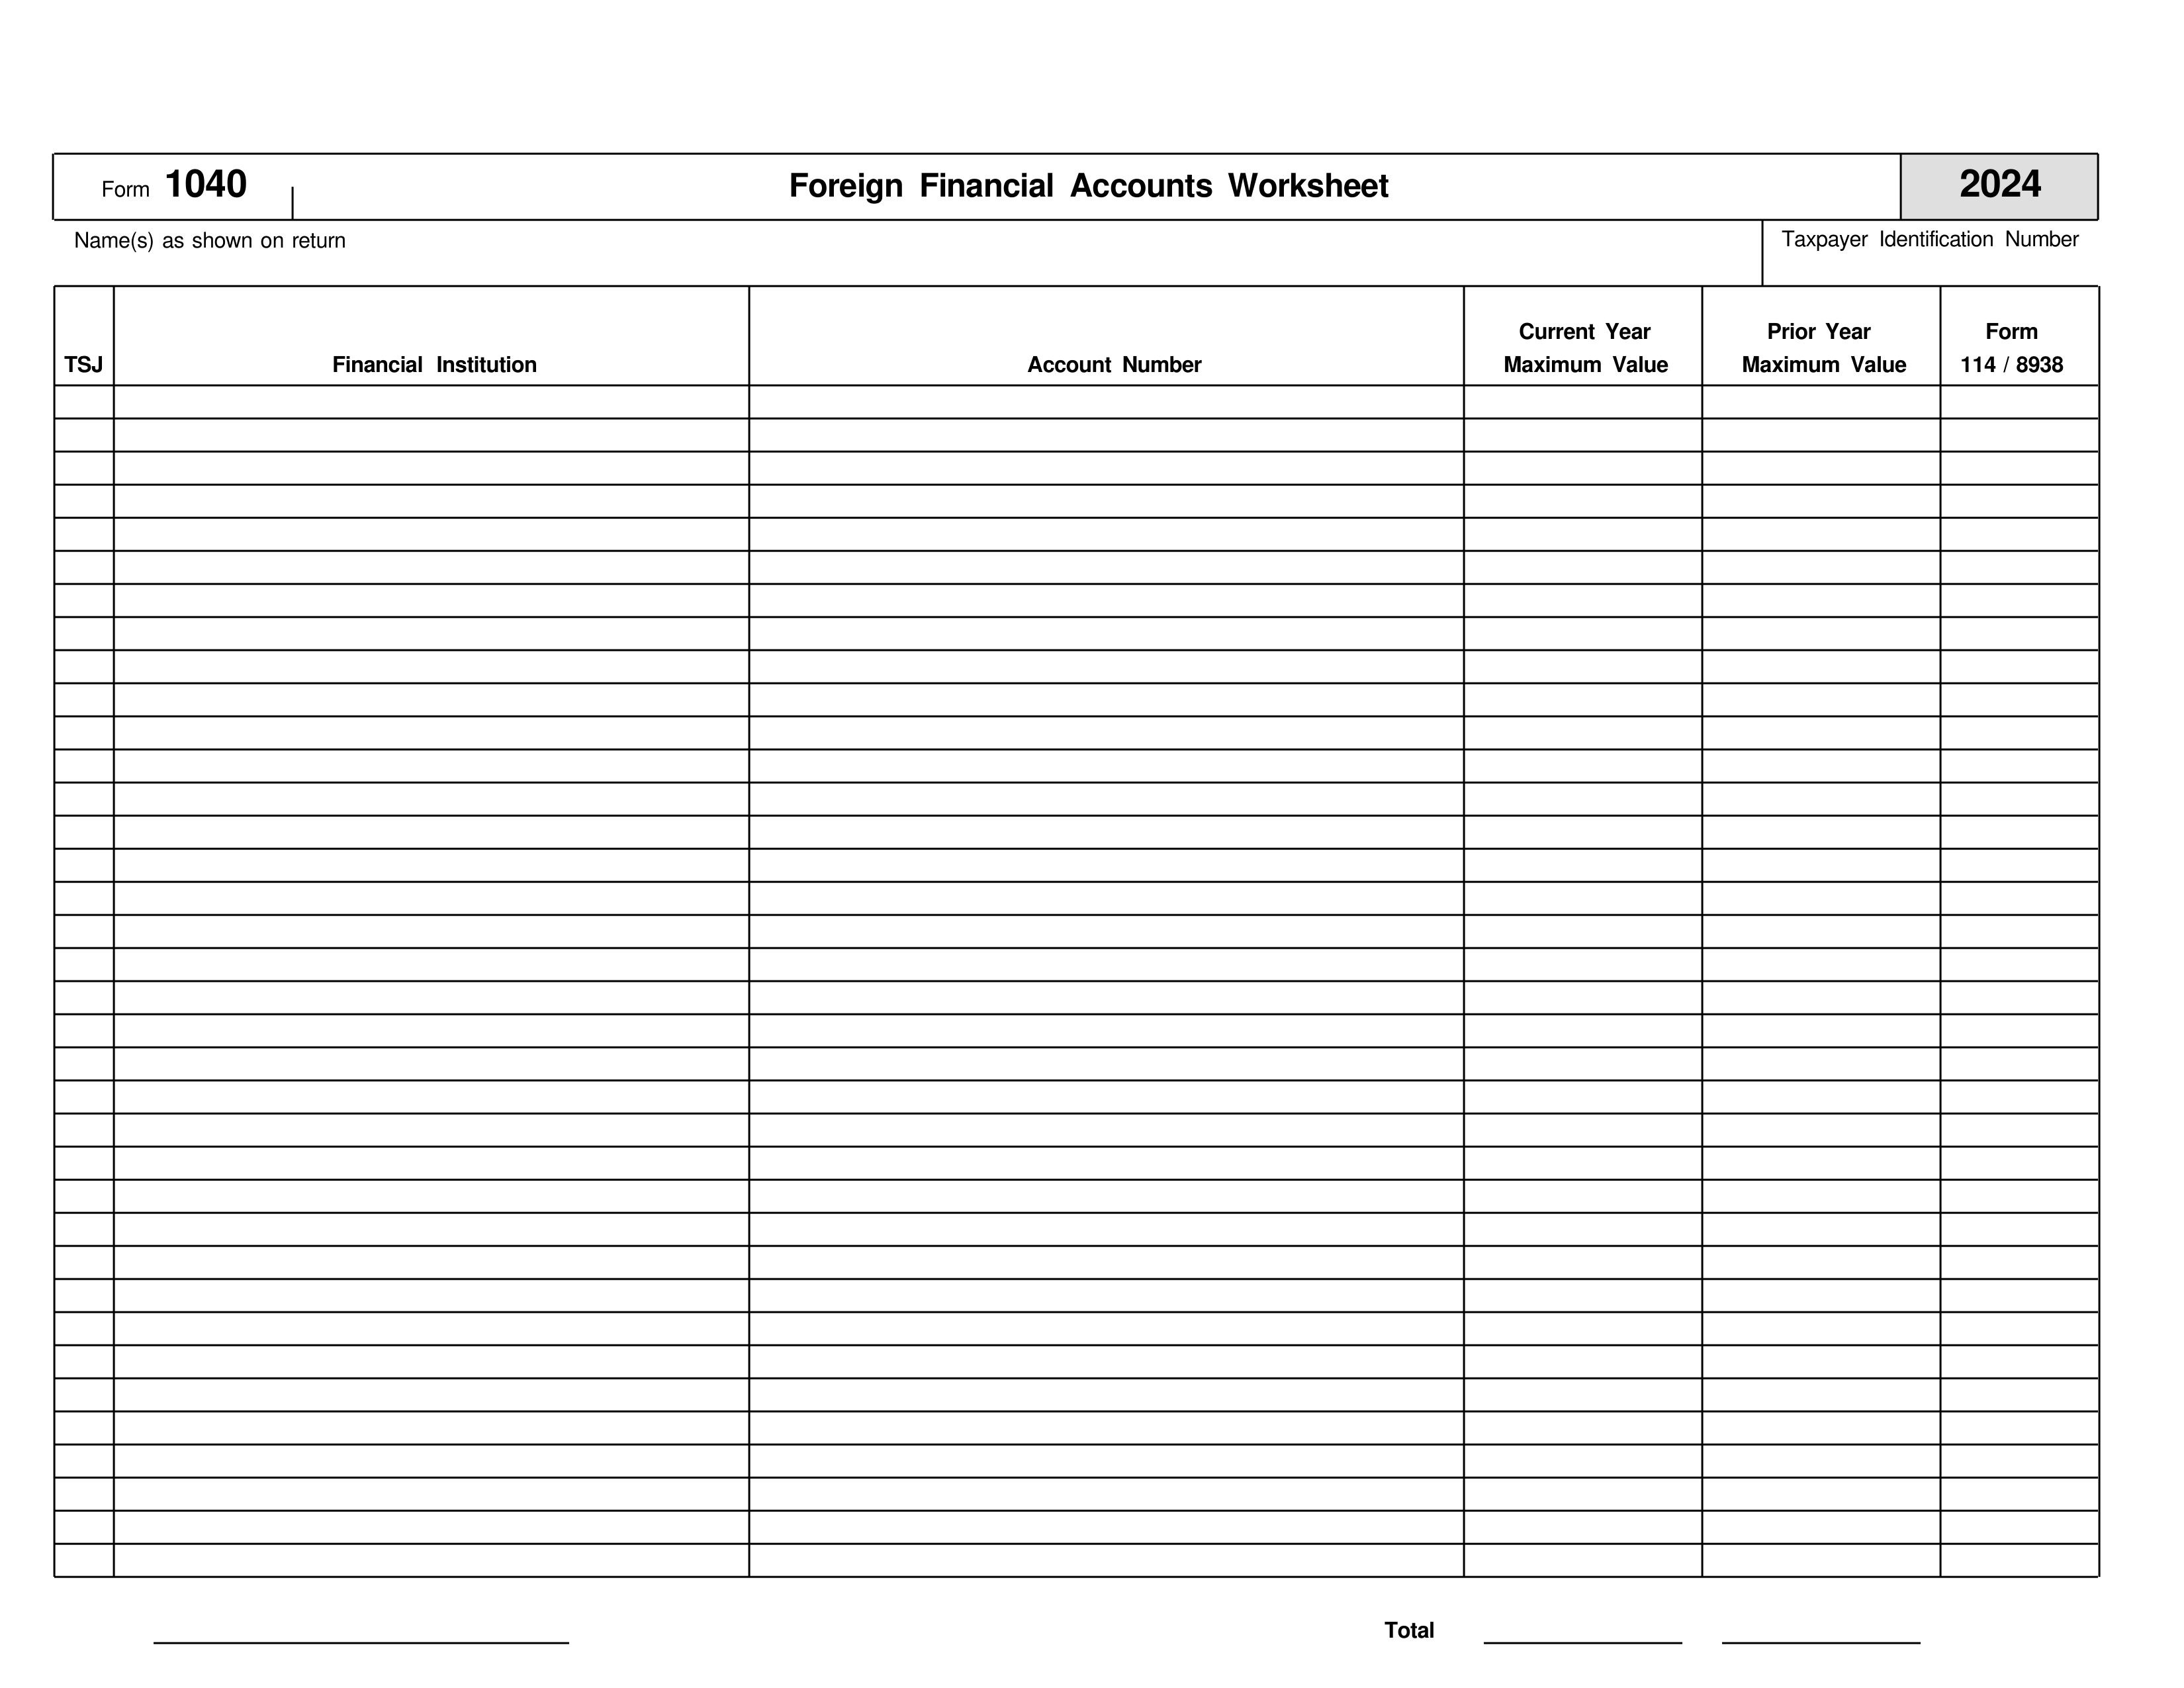 Form 1040
Foreign Financial Accounts Worksheet
2024
Name(s) as shown on return
Taxpayer Identification Number
TSJ
Financial Institution
Account Number
Current Year
Maximum Value
Prior Year
Maximum Value
Form
114 / 8938
Total